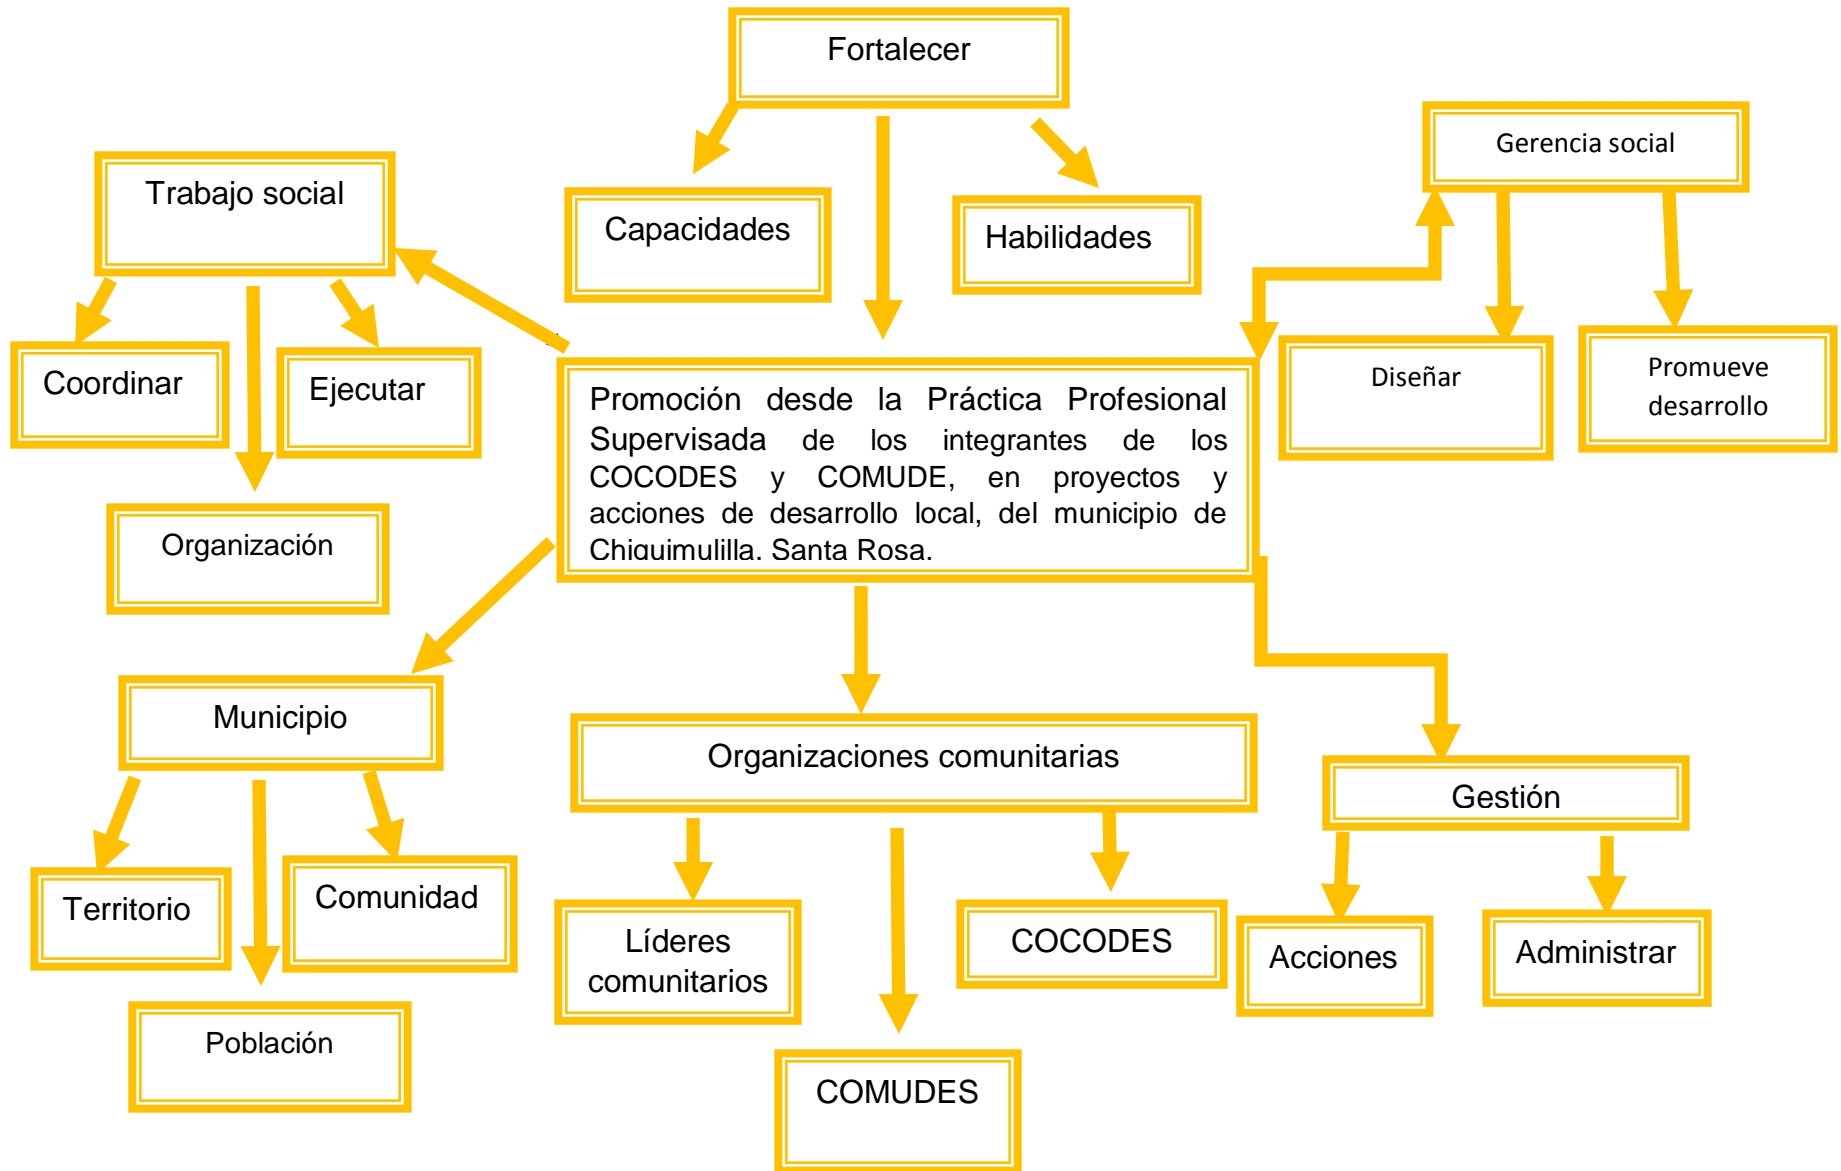 Fortalecer
Gerencia social
Trabajo social
Capacidades
Habilidades
Coordinar
Ejecutar
Diseñar
Promueve
desarrollo
Promoción desde la Práctica Profesional
Supervisada de los integrantes de los
COCODES y COMUDE, en proyectos y
acciones de desarrollo local, del municipio de
Chiquimulilla. Santa Rosa.
Organización
Municipio
Organizaciones comunitarias
Gestión
Territorio
Comunidad
Líderes
comunitarios
COCODES
Acciones
Administrar
Población
COMUDES